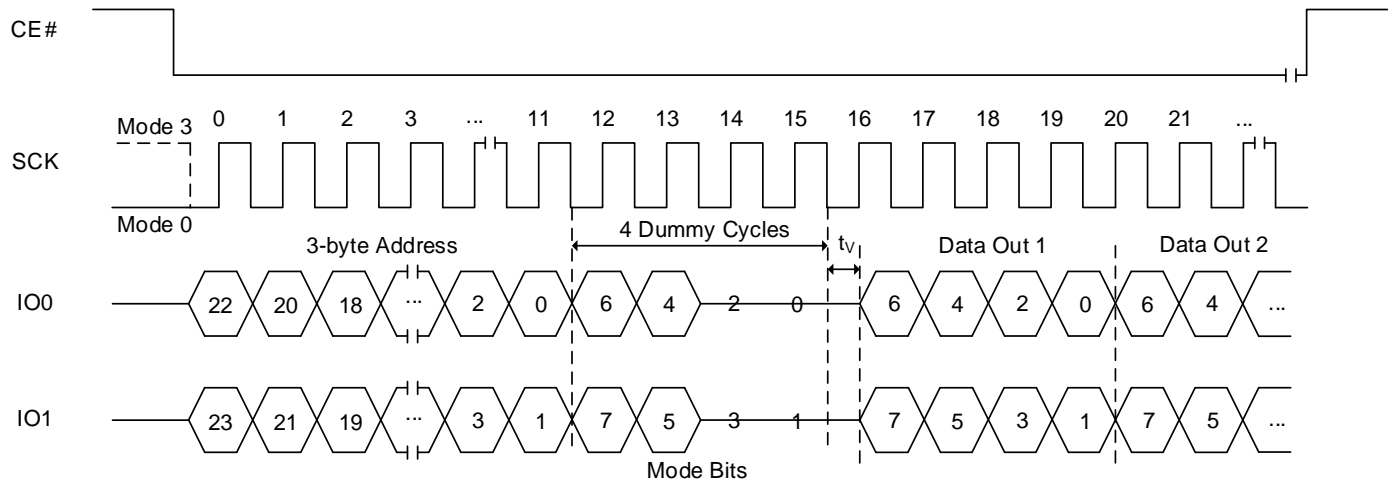 CE#
Mode 3 0 1 2 3 ... 11 12 13 14 15 16 17 18 19 20 21 ...
SCK
Mode 0
3-byte Address 4 Dummy Cycles tV Data Out 1 Data Out 2
IO0 22 20 18 ... 2 0 6 4 2 0 6 4 2 0 6 4 ...
IO1 23 21 19 ... 3 1 7 5 3 1 7 5 3 1 7 5 ...
Mode Bits